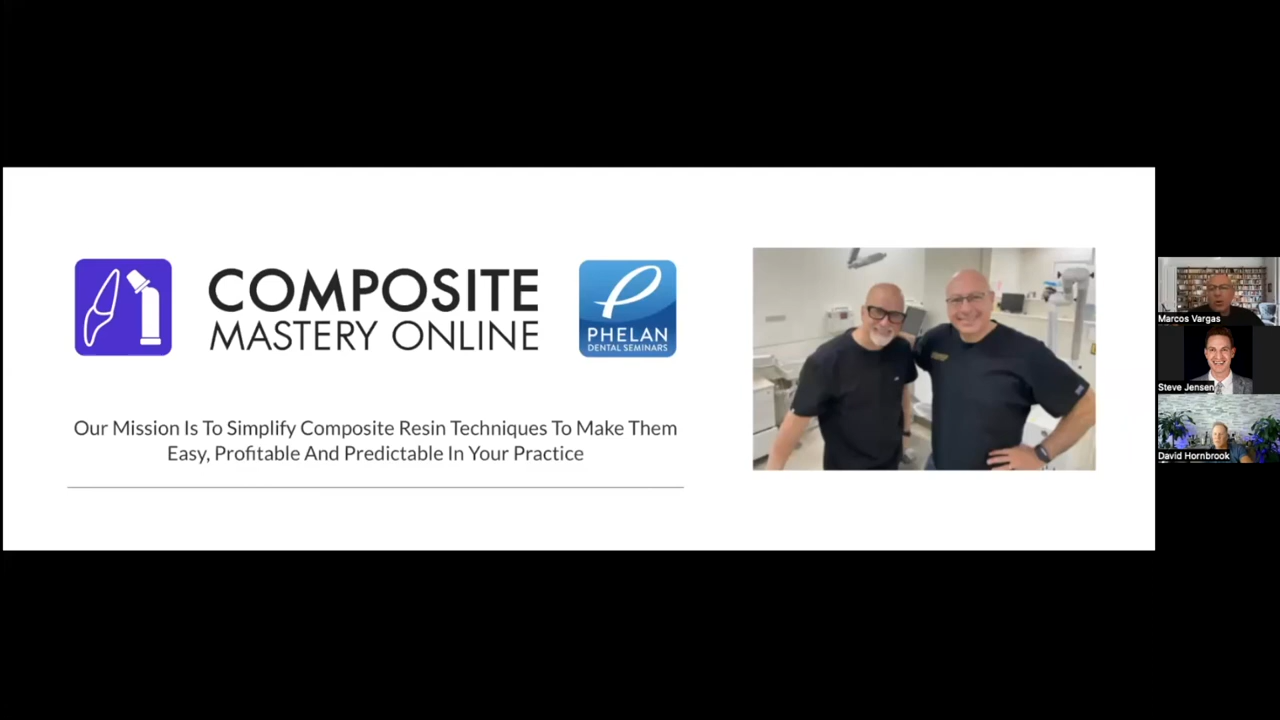 COMPOSITE
MASTERY ONLINE
PHELAN
DENTAL SEMINARS
Our Mission Is To Simplify Composite Resin Techniques To Make Them
Easy, Profitable And Predictable In Your Practice
Marcos Vargas
Steve Jensen
David Hornbrook